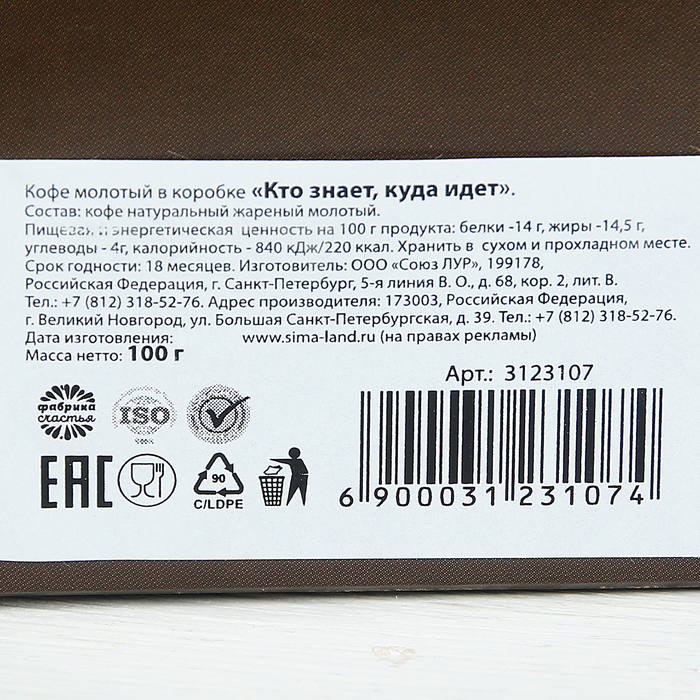 Кофе молотый в коробке «Кто знает, куда идет».
Состав: кофе натуральный жареный молотый.
Пищевая и энергетическая ценность на 100 г продукта: белки -14 г, жиры -14,5 г,
углеводы - 4г, калорийность - 840 кДж/220 ккал. Хранить в сухом и прохладном месте.
Срок годности: 18 месяцев. Изготовитель: ООО «Союз ЛУР», 199178,
Российская Федерация, г. Санкт-Петербург, 5-я линия В. О., д. 68, кор. 2, лит. В.
Тел.: +7 (812) 318-52-76. Адрес производителя: 173003, Российская Федерация,
г. Великий Новгород, ул. Большая Санкт-Петербургская, д. 39. Тел.: +7 (812) 318-52-76.
Дата изготовления: www.sima-land.ru (на правах рекламы)
Масса нетто: 100 г
Арт.: 3123107
фабрика
счастья
ISO
100%
EAC
90
C/LDPE
6 900031 231074